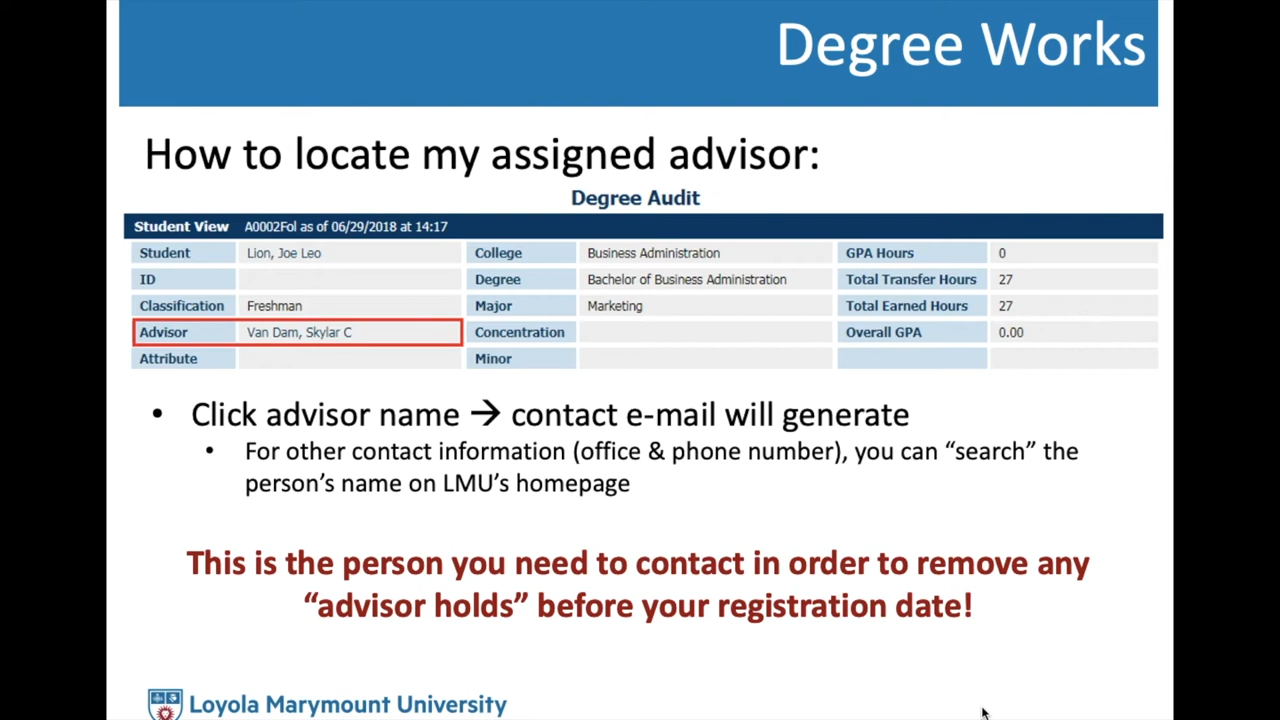 Degree Works
How to locate my assigned advisor:
Degree Audit
Student View A0002Fol as of 06/29/2018 at 14:17
Student Lion, Joe Leo College Business Administration GPA Hours 0
ID Degree Bachelor of Business Administration Total Transfer Hours 27
Classification Freshman Major Marketing Total Earned Hours 27
Advisor Van Dam, Skylar C Concentration Overall GPA 0.00
Attribute Minor
• Click advisor name → contact e-mail will generate
• For other contact information (office & phone number), you can “search” the
person’s name on LMU’s homepage
This is the person you need to contact in order to remove any
“advisor holds” before your registration date!
Loyola Marymount University